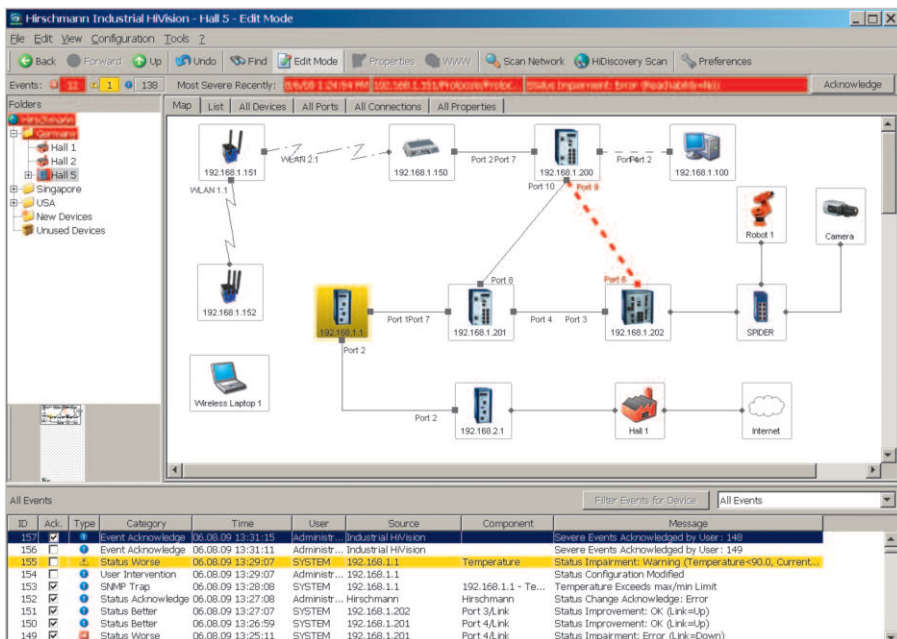 Hirschmann Industrial HiVision - Hall 5 - Edit Mode
File Edit View Configuration Tools ?
Back Forward Up Undo Find Edit Mode Properties WWW Scan Network HiDiscovery Scan Preferences
Events: 12 1 138 Most Severe Recently: 192.168.1.151/Protocols/Protoc... Status Impairment: Error (Reachability=No) Acknowledge
Folders
Hirschmann
Germany
Hall 1
Hall 2
Hall 5
Singapore
USA
New Devices
Unused Devices
Map List All Devices All Ports All Connections All Properties
192.168.1.151
WLAN 2.1
192.168.1.150
Port 2 Port 7
192.168.1.200
Port 2
192.168.1.100
WLAN 1.1
Port 10
Port 9
Robot 1
Camera
192.168.1.152
Port 8
Port 6
192.168.1.1
Port 1 Port 7
192.168.1.201
Port 4
Port 3
192.168.1.202
SPIDER
Port 2
Wireless Laptop 1
Port 2
192.168.2.1
Hall 1
Internet
All Events
Filter Events for Device
All Events
ID Ack. Type Category Time User Source Component Message
157 Event Acknowledge 06.08.09 13:31:15 Administr... Industrial HiVision Severe Events Acknowledged by User: 148
156 Event Acknowledge 06.08.09 13:31:11 Administr... Industrial HiVision Severe Events Acknowledged by User: 149
155 Status Worse 06.08.09 13:29:07 SYSTEM 192.168.1.1 Temperature Status Impairment: Warning (Temperature<90.0, Current...
154 User Intervention 06.08.09 13:29:07 SYSTEM 192.168.1.1 Status Configuration Modified
153 SNMP Trap 06.08.09 13:28:08 SYSTEM 192.168.1.1 192.168.1.1 - Te... Temperature Exceeds max/min Limit
152 Status Acknowledge 06.08.09 13:27:08 Administr... Hirschmann Hirschmann Status Change Acknowledge: Error
151 Status Better 06.08.09 13:27:07 SYSTEM 192.168.1.202 Port 3/Link Status Improvement: OK (Link=Up)
150 Status Better 06.08.09 13:26:59 SYSTEM 192.168.1.201 Port 4/Link Status Improvement: OK (Link=Up)
149 Status Worse 06.08.09 13:25:11 SYSTEM 192.168.1.201 Port 4/Link Status Impairment: Error (Link=Down)